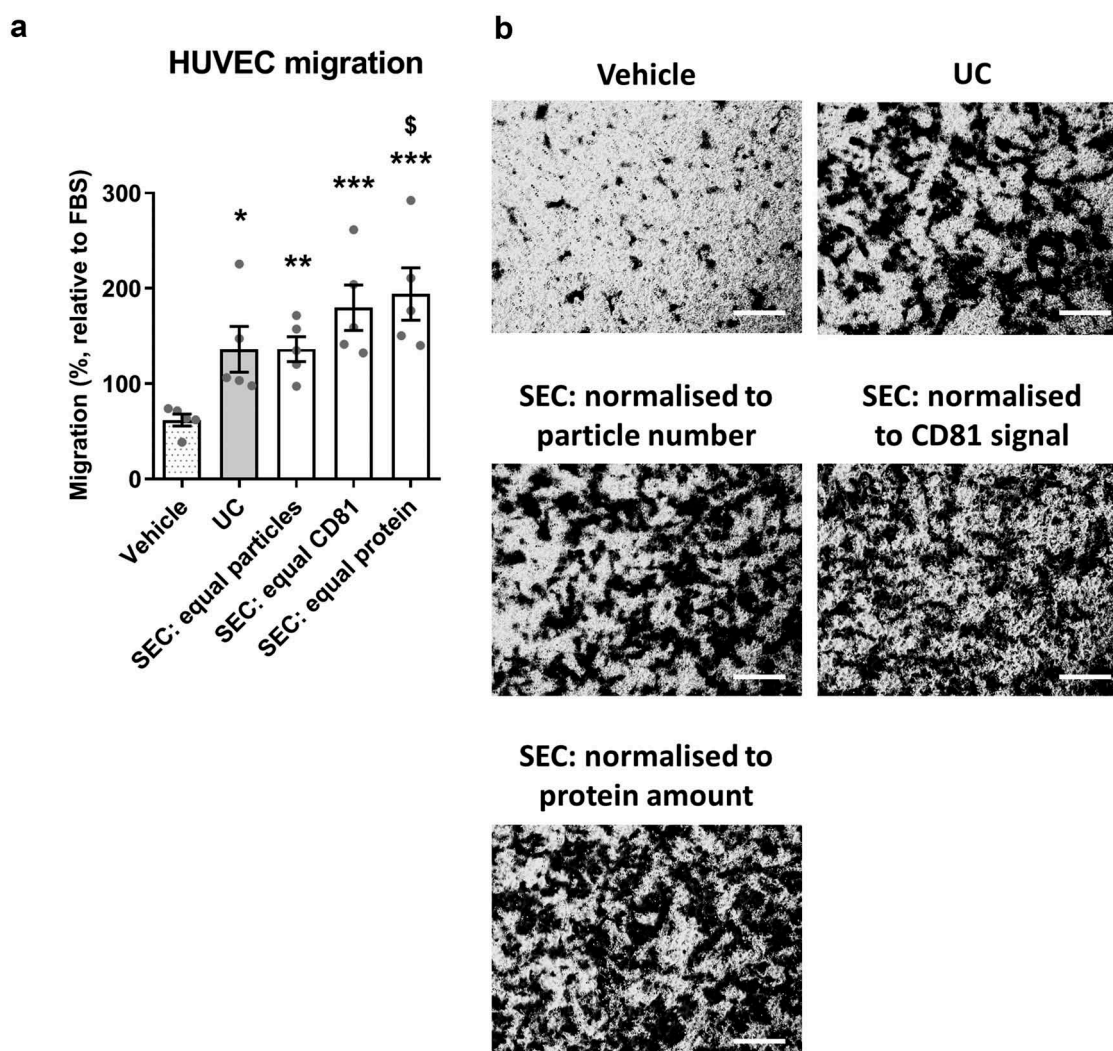 a
HUVEC migration
Migration (%, relative to FBS)
300
200
100
0
*
**
***
$
***
Vehicle
UC
SEC: equal particles
SEC: equal CD81
SEC: equal protein
b
Vehicle
UC
SEC: normalised to
particle number
SEC: normalised
to CD81 signal
SEC: normalised to
protein amount